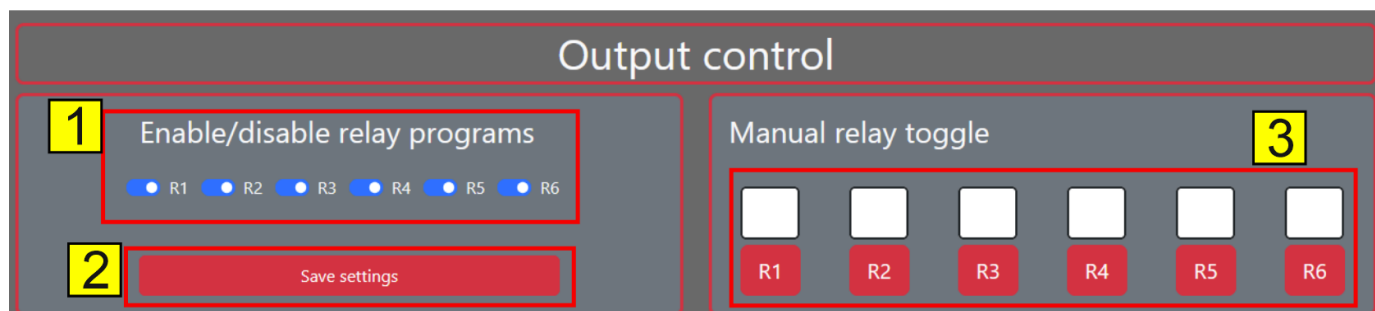 Output control
1
Enable/disable relay programs
R1 R2 R3 R4 R5 R6
2
Save settings
Manual relay toggle
3
R1 R2 R3 R4 R5 R6